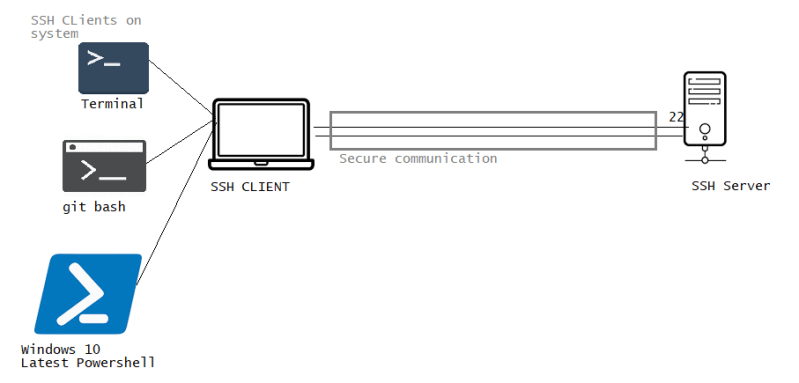 SSH CLients on
system
>_
Terminal
>_
git bash
Windows 10
Latest Powershell
SSH CLIENT
Secure communication
22
SSH Server